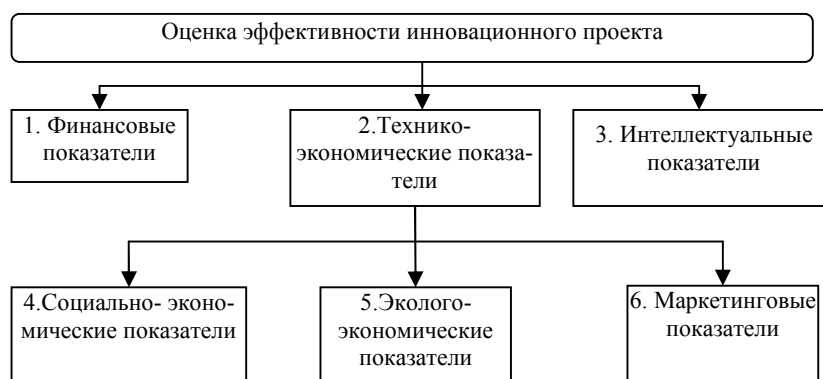 Оценка эффективности инновационного проекта
1. Финансовые
показатели
2.Технико-
экономические показа-
тели
3. Интеллектуальные
показатели
4.Социально- эконо-
мические показатели
5.Эколого-
экономические
показатели
6. Маркетинговые
показатели